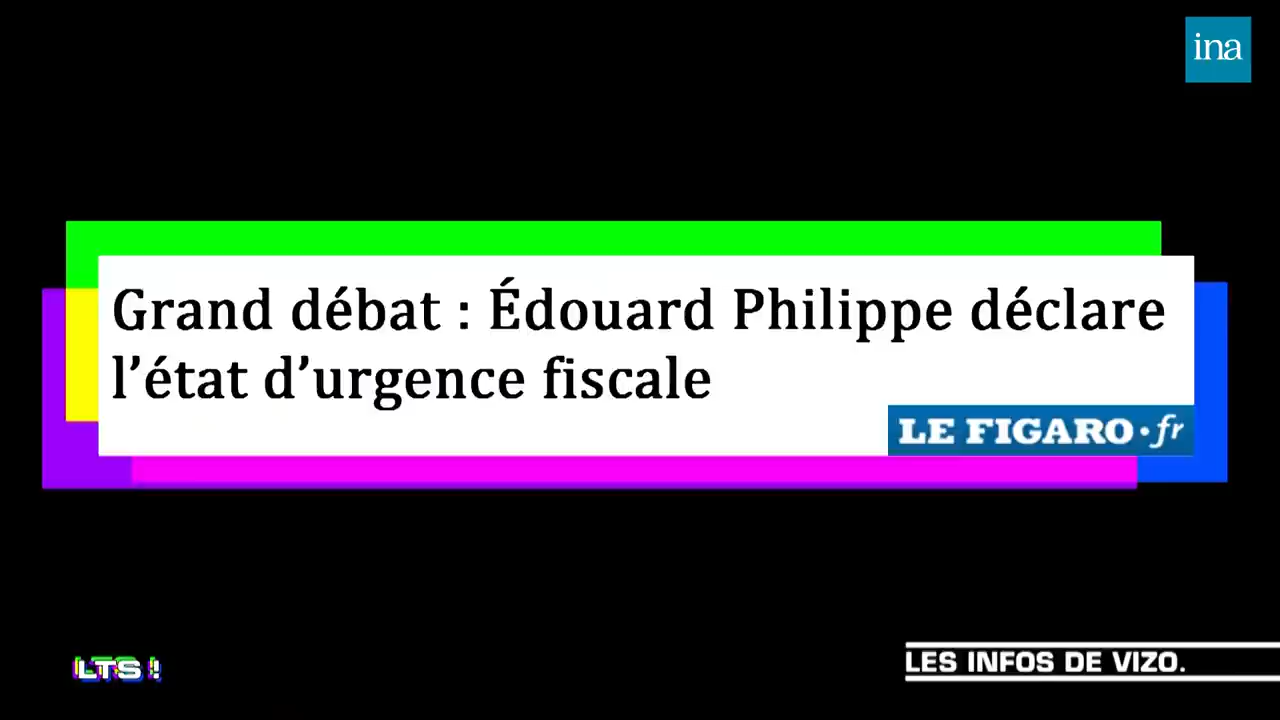 ina
Grand débat : Édouard Philippe déclare
l’état d’urgence fiscale
LE FIGARO·fr
LTS !
LES INFOS DE VIZO.